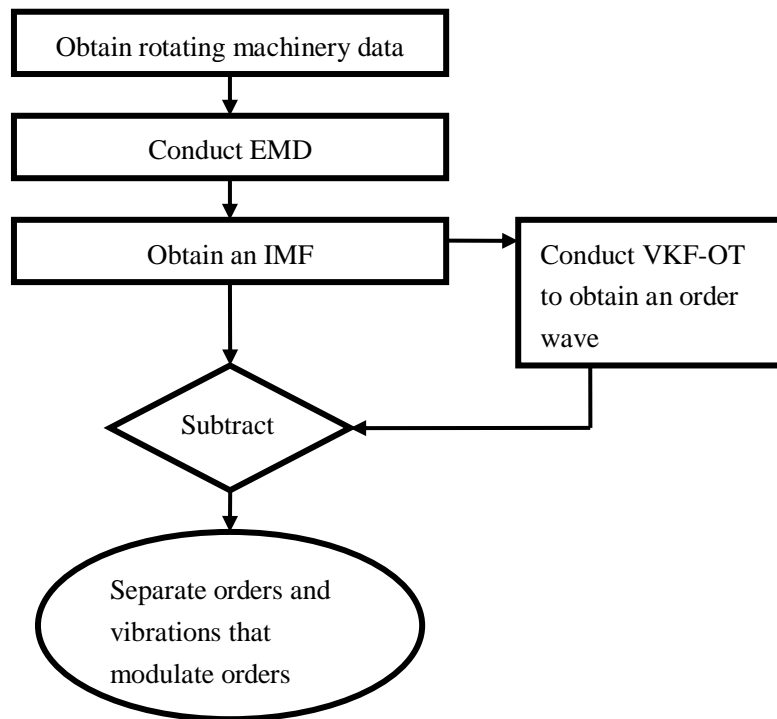 Obtain rotating machinery data
Conduct EMD
Obtain an IMF
Conduct VKF-OT
to obtain an order
wave
Subtract
Separate orders and
vibrations that
modulate orders